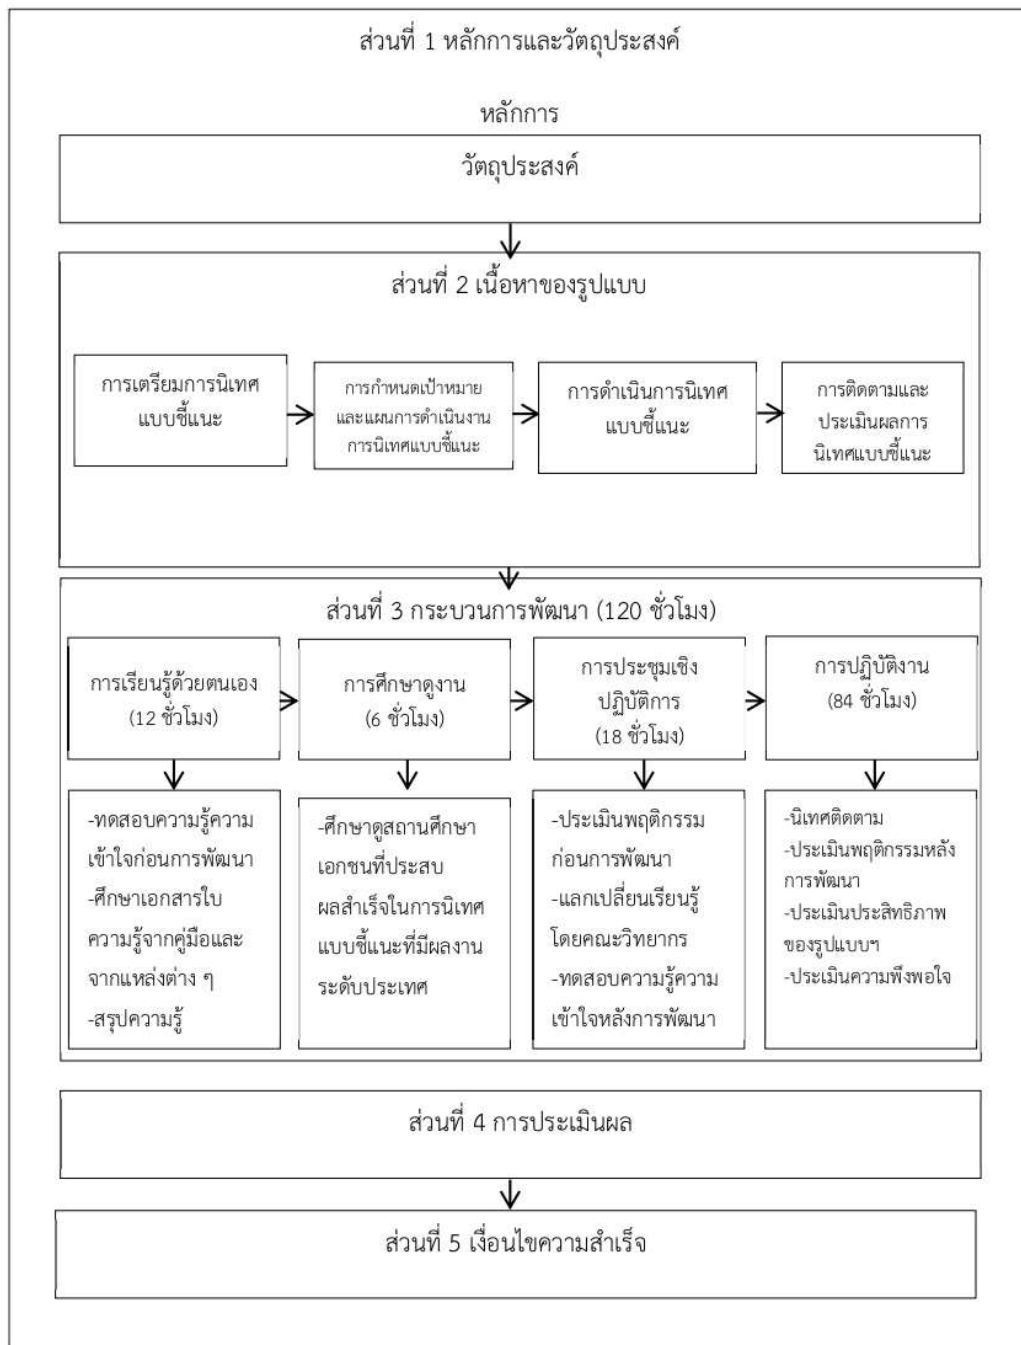 ส่วนที่ 1 หลักการและวัตถุประสงค์
หลักการ
วัตถุประสงค์
ส่วนที่ 2 เนื้อหาของรูปแบบ
การเตรียมการนิเทศ
แบบชี้แนะ
การกำหนดเป้าหมาย
และแผนการดำเนินงาน
การนิเทศแบบชี้แนะ
การดำเนินการนิเทศ
แบบชี้แนะ
การติดตามและ
ประเมินผลการ
นิเทศแบบชี้แนะ
ส่วนที่ 3 กระบวนการพัฒนา (120 ชั่วโมง)
การเรียนรู้ด้วยตนเอง
(12 ชั่วโมง)
การศึกษาดูงาน
(6 ชั่วโมง)
การประชุมเชิง
ปฏิบัติการ
(18 ชั่วโมง)
การปฏิบัติงาน
(84 ชั่วโมง)
-ทดสอบความรู้ความ
เข้าใจก่อนการพัฒนา
-ศึกษาเอกสารใบ
ความรู้จากคู่มือและ
จากแหล่งต่าง ๆ
-สรุปความรู้
-ศึกษาดูสถานศึกษา
เอกชนที่ประสบ
ผลสำเร็จในการนิเทศ
แบบชี้แนะที่มีผลงาน
ระดับประเทศ
-ประเมินพฤติกรรม
ก่อนการพัฒนา
-แลกเปลี่ยนเรียนรู้
โดยคณะวิทยากร
-ทดสอบความรู้ความ
เข้าใจหลังการพัฒนา
-นิเทศติดตาม
-ประเมินพฤติกรรมหลัง
การพัฒนา
-ประเมินประสิทธิภาพ
ของรูปแบบฯ
-ประเมินความพึงพอใจ
ส่วนที่ 4 การประเมินผล
ส่วนที่ 5 เงื่อนไขความสำเร็จ